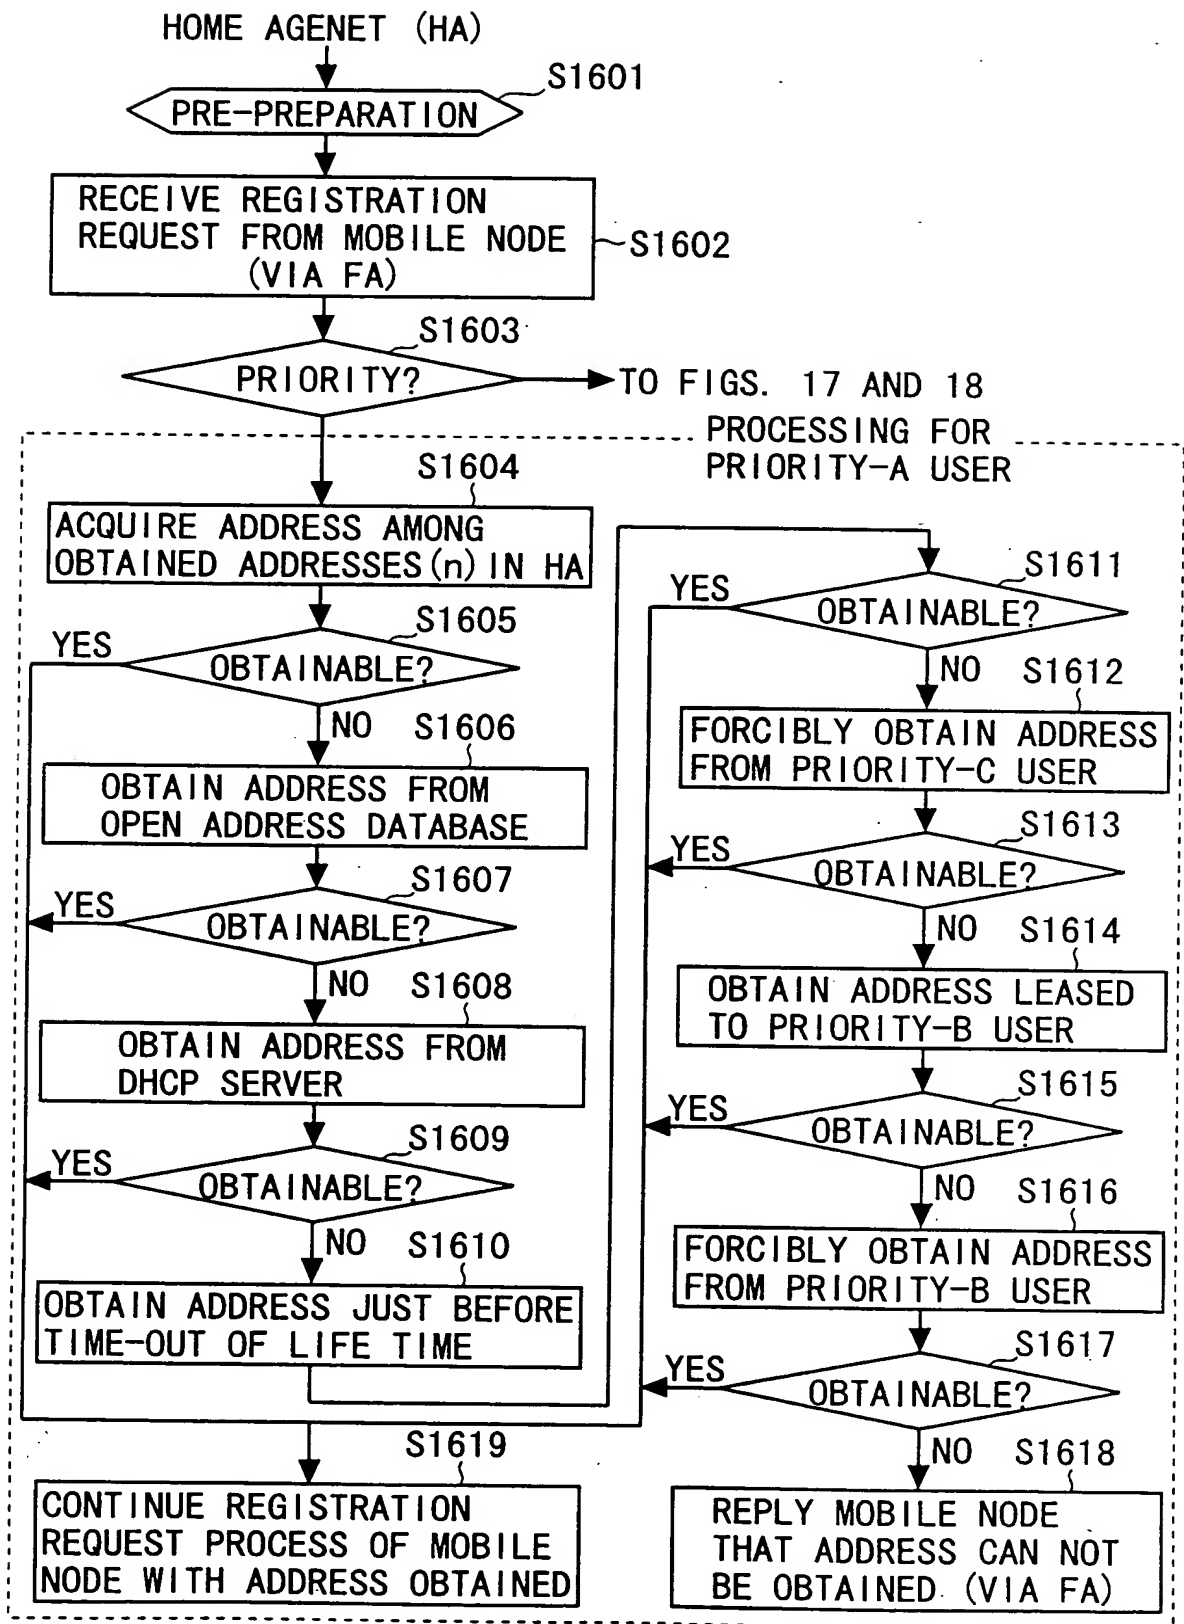 HOME AGENET (HA)
S1601
PRE-PREPARATION
RECEIVE REGISTRATION
REQUEST FROM MOBILE NODE
(VIA FA)
S1602
S1603
PRIORITY?
TO FIGS. 17 AND 18
PROCESSING FOR
PRIORITY-A USER
S1604
ACQUIRE ADDRESS AMONG
OBTAINED ADDRESSES(n) IN HA
S1605
YES
OBTAINABLE?
NO
S1606
OBTAIN ADDRESS FROM
OPEN ADDRESS DATABASE
S1607
YES
OBTAINABLE?
NO
S1608
OBTAIN ADDRESS FROM
DHCP SERVER
S1609
YES
OBTAINABLE?
NO
S1610
OBTAIN ADDRESS JUST BEFORE
TIME-OUT OF LIFE TIME
S1611
YES
OBTAINABLE?
NO
S1612
FORCIBLY OBTAIN ADDRESS
FROM PRIORITY-C USER
S1613
YES
OBTAINABLE?
NO
S1614
OBTAIN ADDRESS LEASED
TO PRIORITY-B USER
S1615
YES
OBTAINABLE?
NO
S1616
FORCIBLY OBTAIN ADDRESS
FROM PRIORITY-B USER
S1617
YES
OBTAINABLE?
NO
S1618
REPLY MOBILE NODE
THAT ADDRESS CAN NOT
BE OBTAINED (VIA FA)
S1619
CONTINUE REGISTRATION
REQUEST PROCESS OF MOBILE
NODE WITH ADDRESS OBTAINED